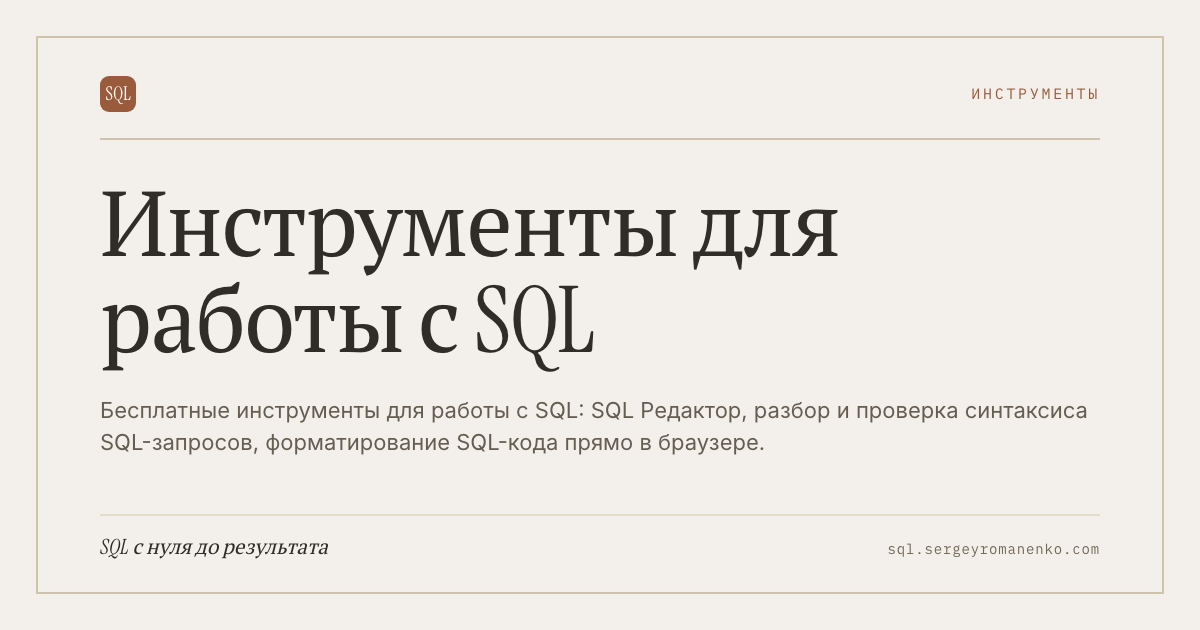 SQL
ИНСТРУМЕНТЫ
Инструменты для
работы с SQL
Бесплатные инструменты для работы с SQL: SQL Редактор, разбор и проверка синтаксиса
SQL-запросов, форматирование SQL-кода прямо в браузере.
SQL с нуля до результата
sql.sergeyromanenko.com